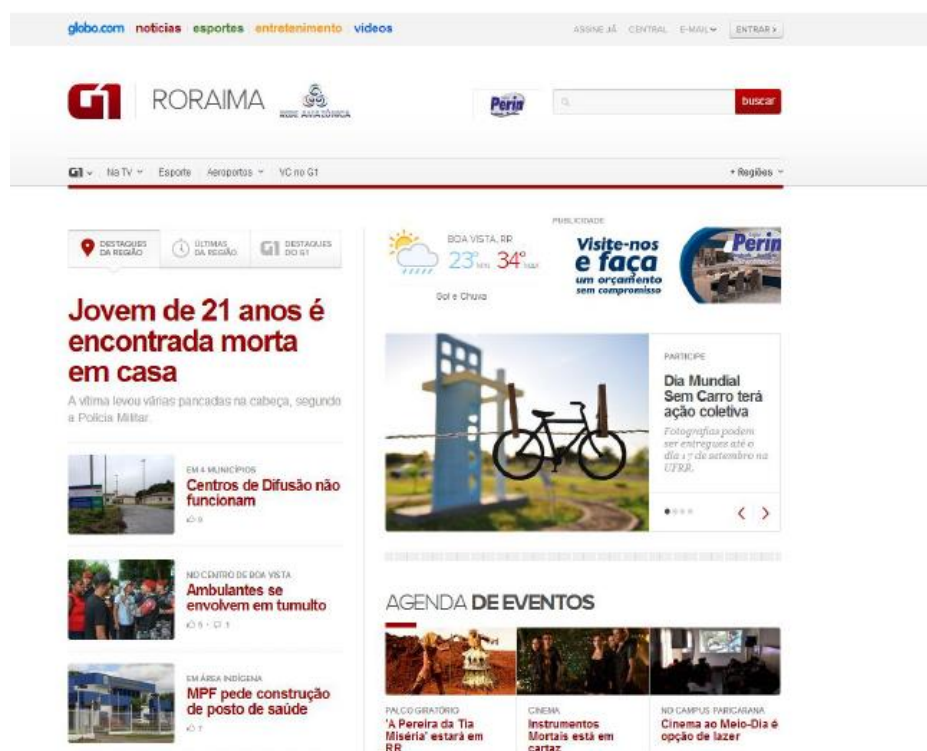 globo.com notícias esportes entretenimento vídeos
ASSINE JÁ CENTRAL E-MAIL ENTRAR
G1 RORAIMA
REDE AMAZÔNICA
Perin
buscar
G1 Na TV Esporte Aeroportos VC no G1
+ Regiões
DESTAQUES
DA REGIÃO
ÚLTIMAS
DA REGIÃO
G1 DESTAQUES
DO G1
Jovem de 21 anos é
encontrada morta
em casa
A vítima levou várias pancadas na cabeça, segundo
a Polícia Militar.
EM 4 MUNICÍPIOS
Centros de Difusão não
funcionam
9
NO CENTRO DE BOA VISTA
Ambulantes se
envolvem em tumulto
EM ÁREA INDÍGENA
MPF pede construção
de posto de saúde
7
BOA VISTA, RR
23° MIN 34° MAX
Sol e Chuva
PUBLICIDADE
Visite-nos
e faça
um orçamento
sem compromisso
Perin
PARTICIPE
Dia Mundial
Sem Carro terá
ação coletiva
Fotografias podem
ser entregues até o
dia 17 de setembro na
UFRR.
AGENDA DE EVENTOS
PALCO GIRATÓRIO
'A Pereira da Tia
Miséria' estará em
RR
CINEMA
Instrumentos
Mortais está em
cartaz
NO CAMPUS PARICARANA
Cinema ao Meio-Dia é
opção de lazer